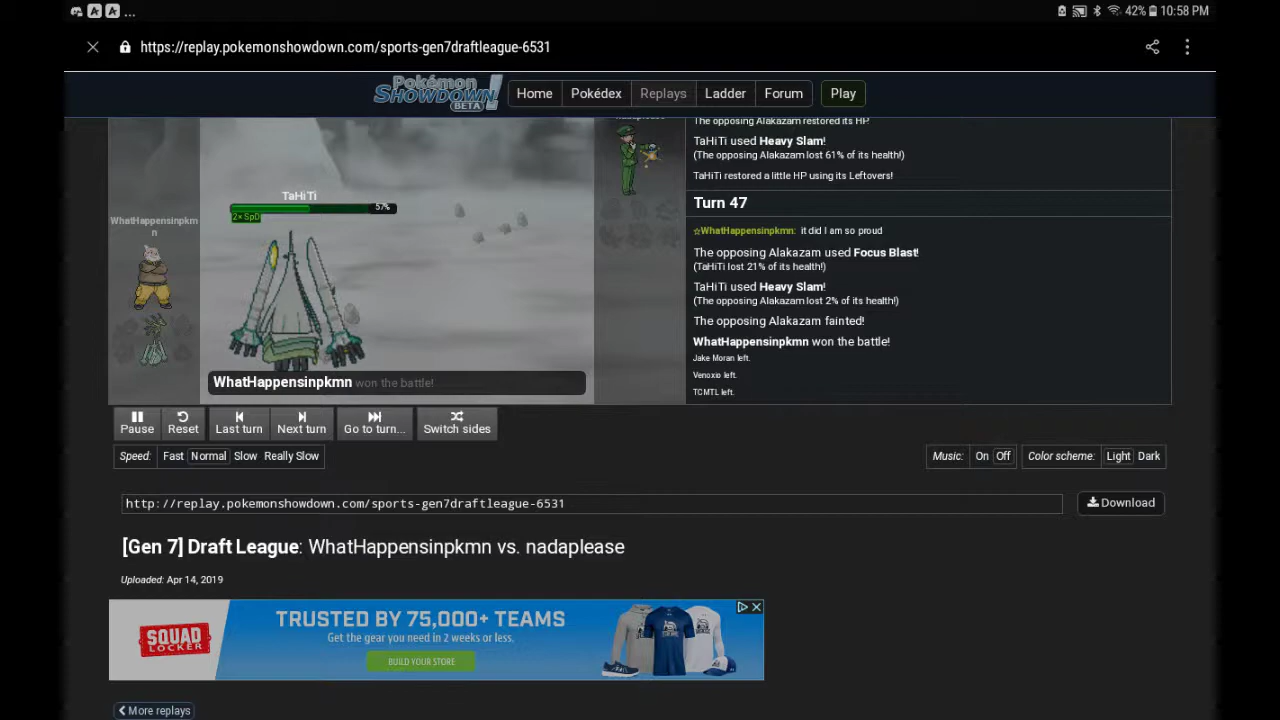 ...
42% 10:58 PM
https://replay.pokemonshowdown.com/sports-gen7draftleague-6531
Pokémon
SHOWDOWN!
BETA
Home
Pokédex
Replays
Ladder
Forum
Play
WhatHappensinpkm
n
TaHiTi
57%
2× SpD
WhatHappensinpkmn won the battle!
nadaplease
The opposing Alakazam restored its HP.
TaHiTi used Heavy Slam!
(The opposing Alakazam lost 61% of its health!)
TaHiTi restored a little HP using its Leftovers!
Turn 47
☆WhatHappensinpkmn: it did I am so proud
The opposing Alakazam used Focus Blast!
(TaHiTi lost 21% of its health!)
TaHiTi used Heavy Slam!
(The opposing Alakazam lost 2% of its health!)
The opposing Alakazam fainted!
WhatHappensinpkmn won the battle!
Jake Moran left.
Venoxio left.
TCMTL left.
Pause
Reset
Last turn
Next turn
Go to turn...
Switch sides
Speed: Fast Normal Slow Really Slow
Music: On Off
Color scheme: Light Dark
http://replay.pokemonshowdown.com/sports-gen7draftleague-6531
Download
[Gen 7] Draft League: WhatHappensinpkmn vs. nadaplease
Uploaded: Apr 14, 2019
SQUAD
LOCKER
TRUSTED BY 75,000+ TEAMS
Get the gear you need in 2 weeks or less.
BUILD YOUR STORE
More replays